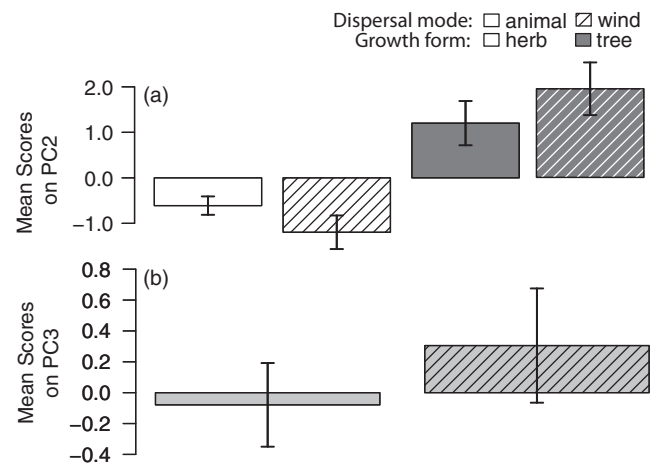 Dispersal mode: animal wind
Growth form: herb tree
(a)
Mean Scores
on PC2
2.0
1.0
0.0
−1.0
(b)
Mean Scores
on PC3
0.8
0.6
0.4
0.2
0.0
−0.2
−0.4